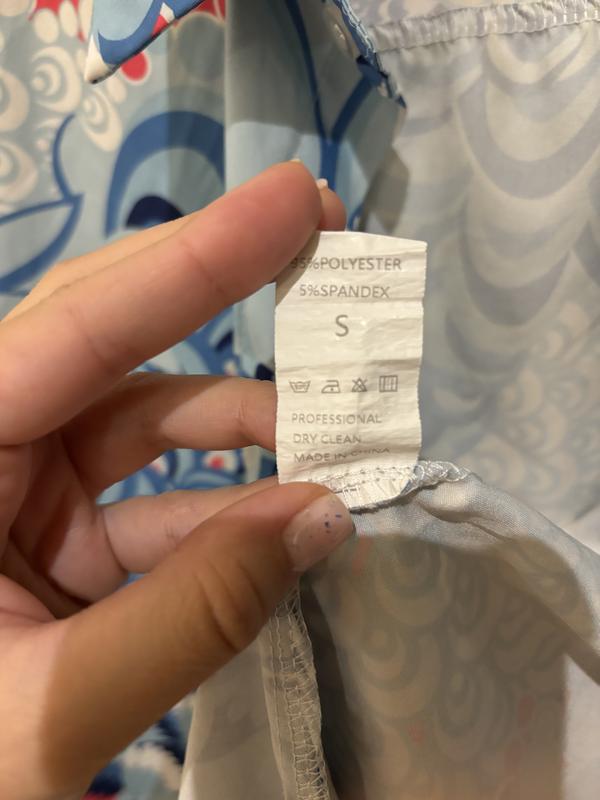 95%POLYESTER
5%SPANDEX
S
PROFESSIONAL
DRY CLEAN
MADE IN CHINA